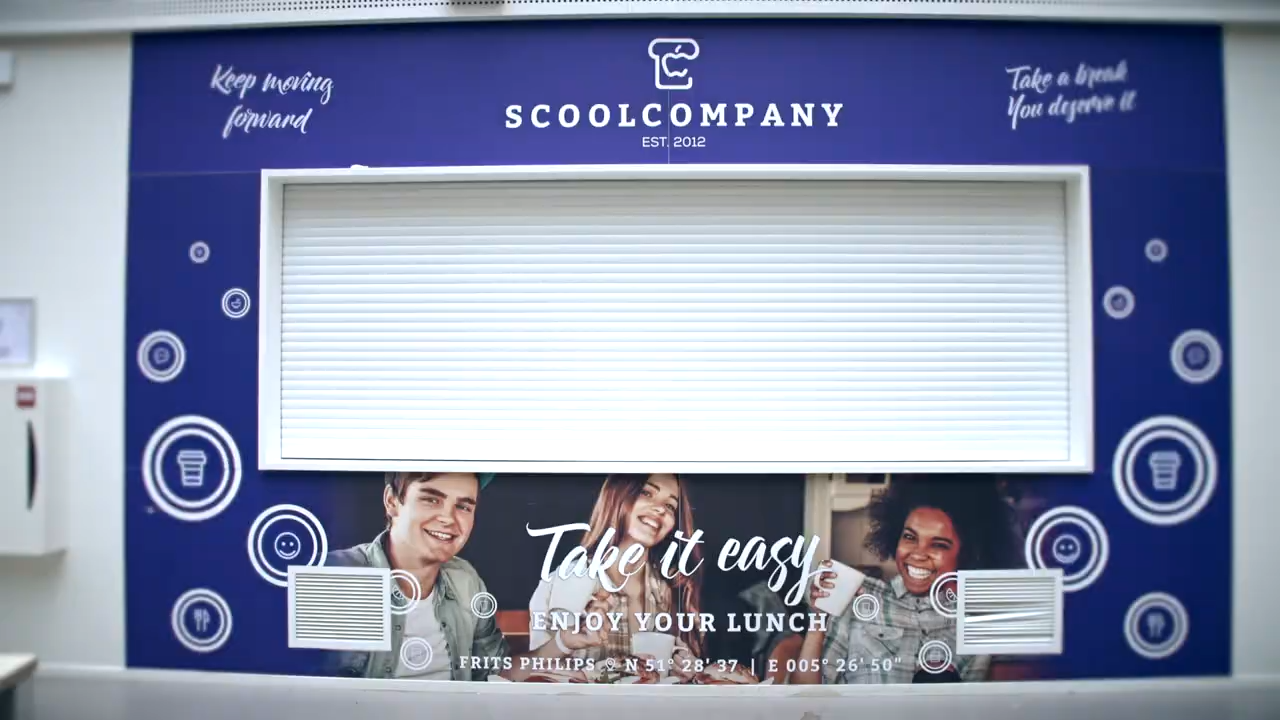 Keep moving
forward
SCOOLCOMPANY
EST. 2012
Take a break
You deserve it
Take it easy
ENJOY YOUR LUNCH
FRITS PHILIPS N 51° 28' 37 | E 005° 26' 50"